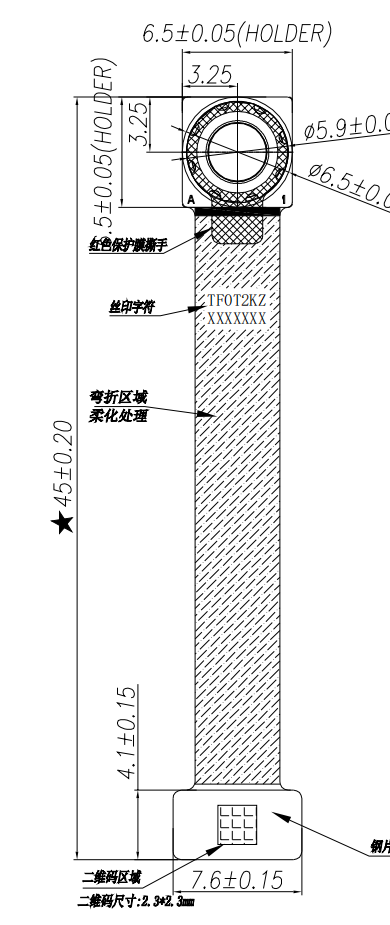 6.5±0.05(HOLDER)
3.25
3.25
.5±0.05(HOLDER)
ø5.9±0.0
ø6.5±0.0
A
1
红色保护膜撕手
丝印字符
TF0T2KZ
XXXXXXX
弯折区域
柔化处理
★45±0.20
4.1±0.15
钢片
二维码区域
7.6±0.15
二维码尺寸:2.3*2.3mm